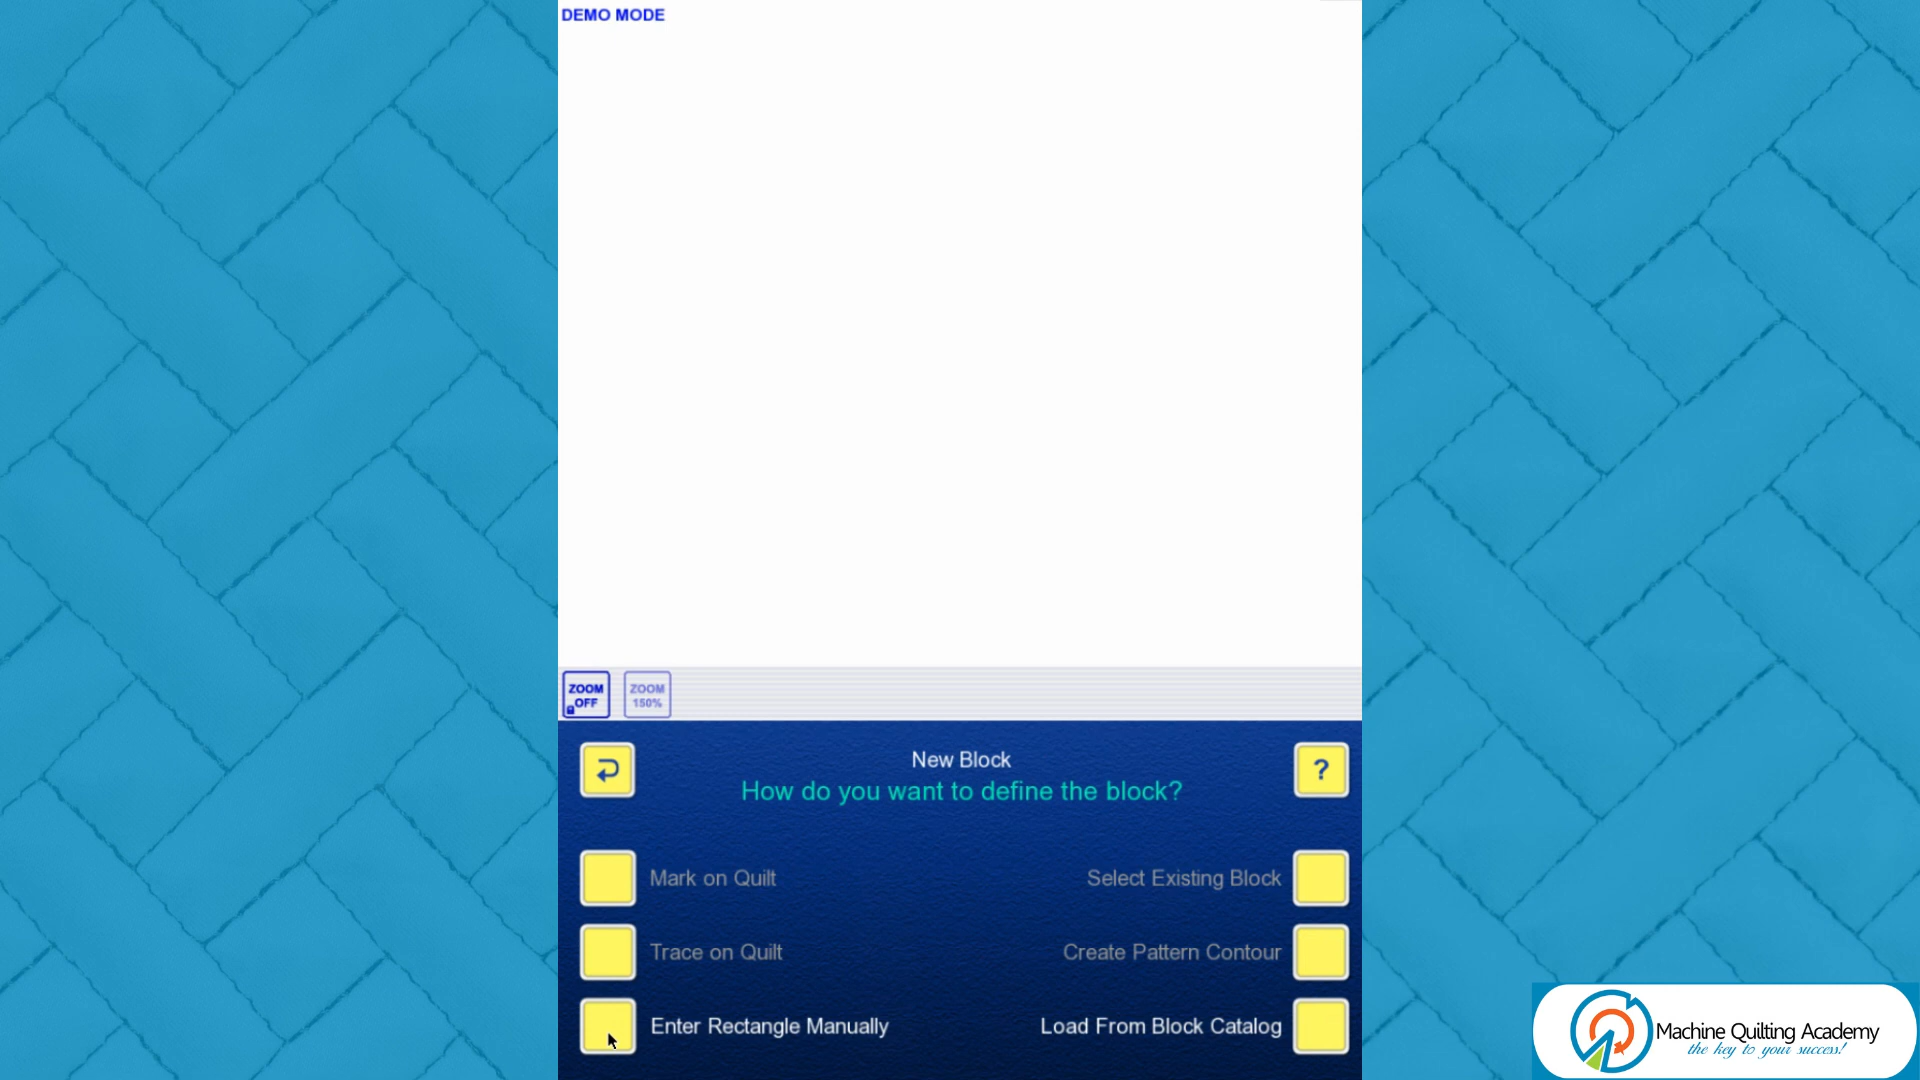 DEMO MODE
ZOOM
OFF
ZOOM
150%
New Block
?
How do you want to define the block?
Mark on Quilt
Select Existing Block
Trace on Quilt
Create Pattern Contour
Enter Rectangle Manually
Load From Block Catalog
Machine Quilting Academy
the key to your success!